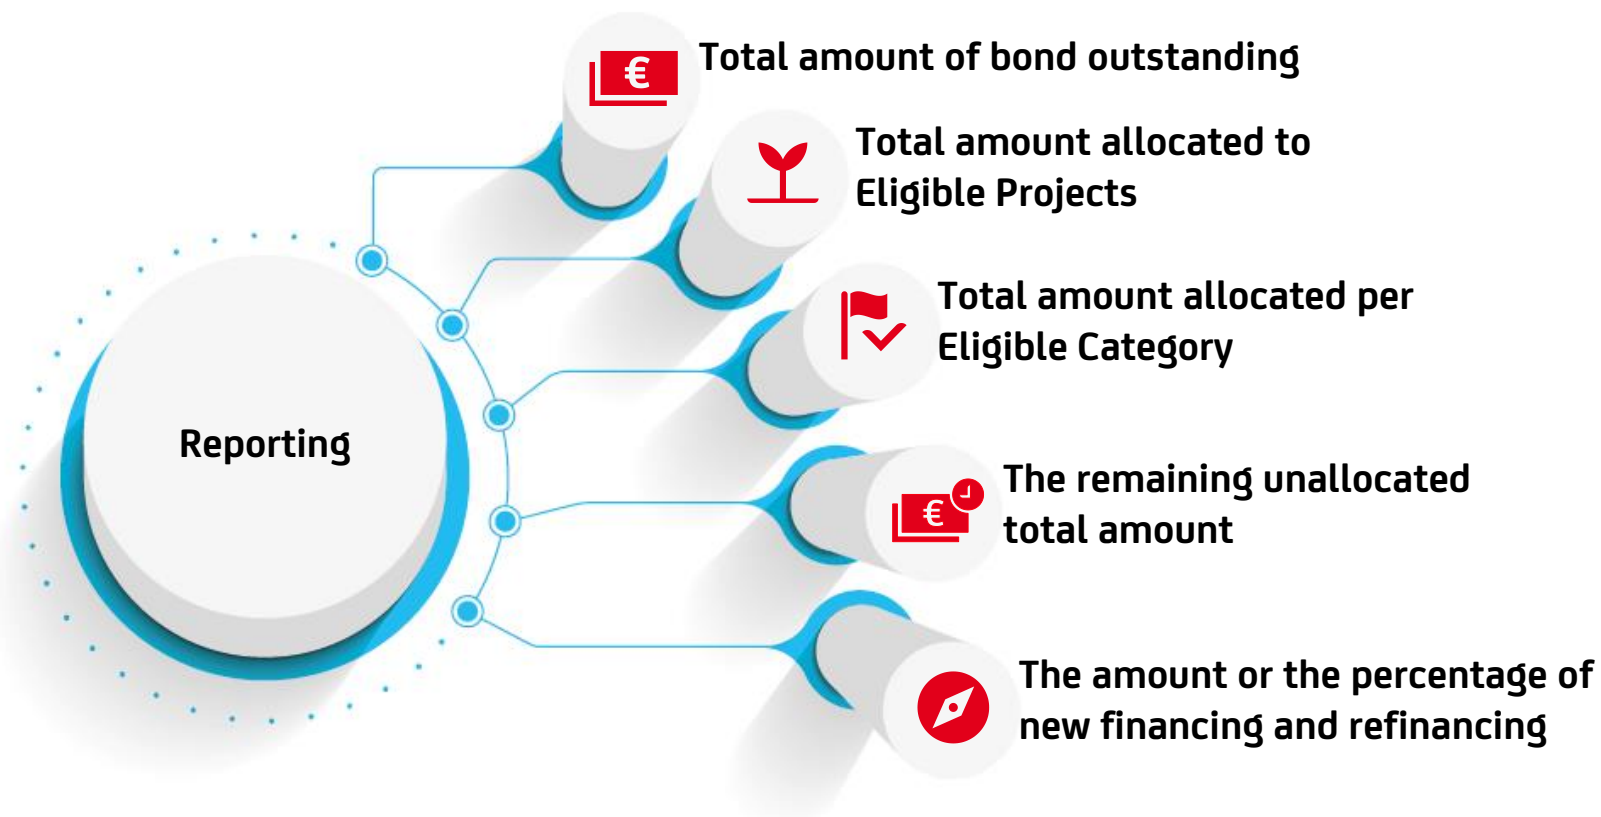 € Total amount of bond outstanding
Total amount allocated to
Eligible Projects
Total amount allocated per
Eligible Category
Reporting
€ The remaining unallocated
total amount
The amount or the percentage of
new financing and refinancing